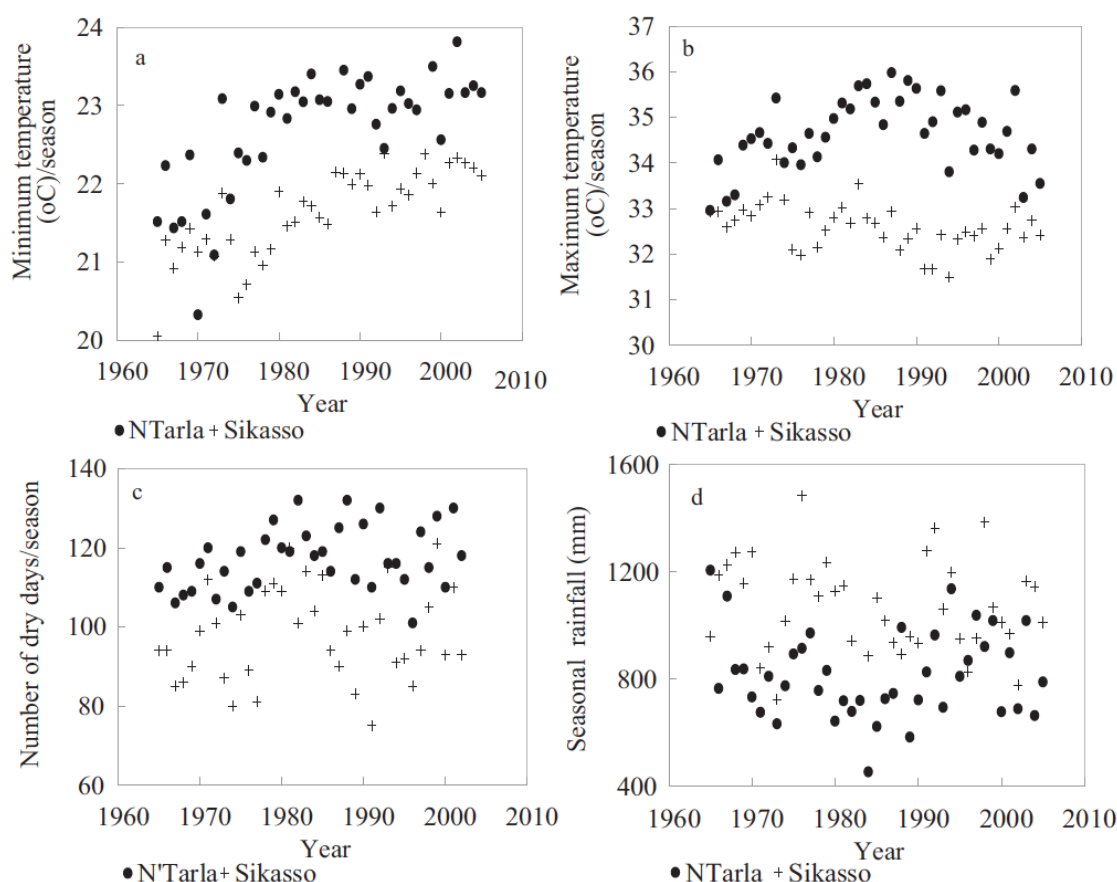 a
Minimum temperature
(oC)/season
24
23
22
21
20
1960
1970
1980
1990
2000
2010
Year
● NTarla + Sikasso
b
Maximum temperature
(oC)/season
37
36
35
34
33
32
31
30
1960
1970
1980
1990
2000
2010
Year
● NTarla + Sikasso
c
Number of dry days/season
140
120
100
80
60
1960
1970
1980
1990
2000
2010
Year
● N'Tarla+ Sikasso
d
Seasonal rainfall (mm)
1600
1200
800
400
1960
1970
1980
1990
2000
2010
Year
● NTarla + Sikasso